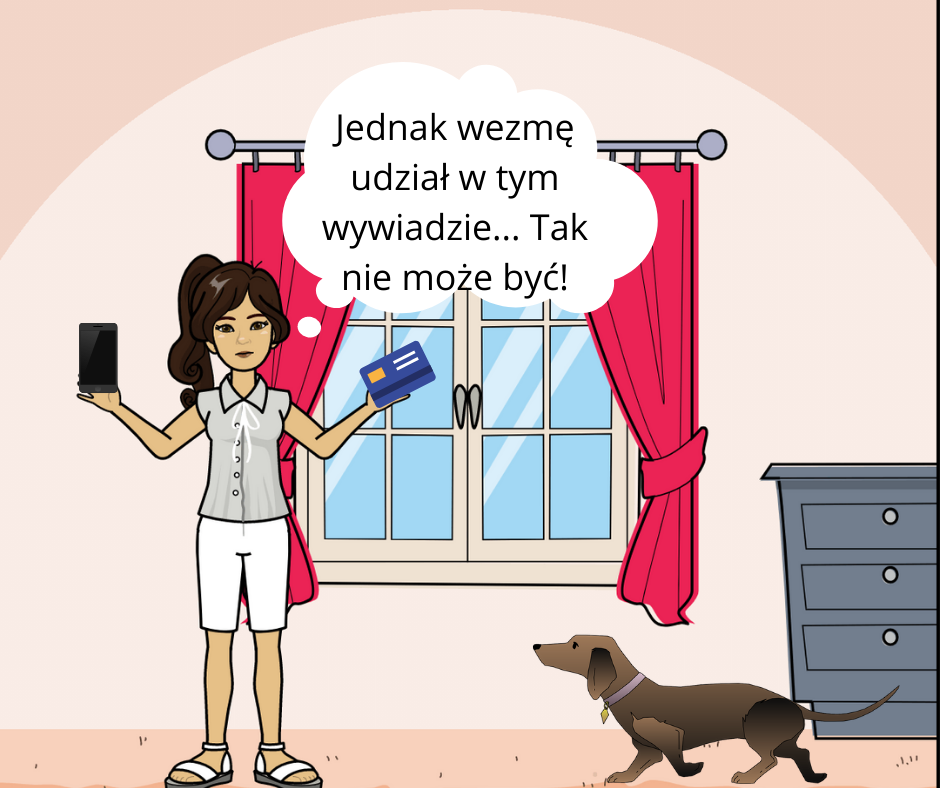 Jednak wezmę
udział w tym
wywiadzie... Tak
nie może być!